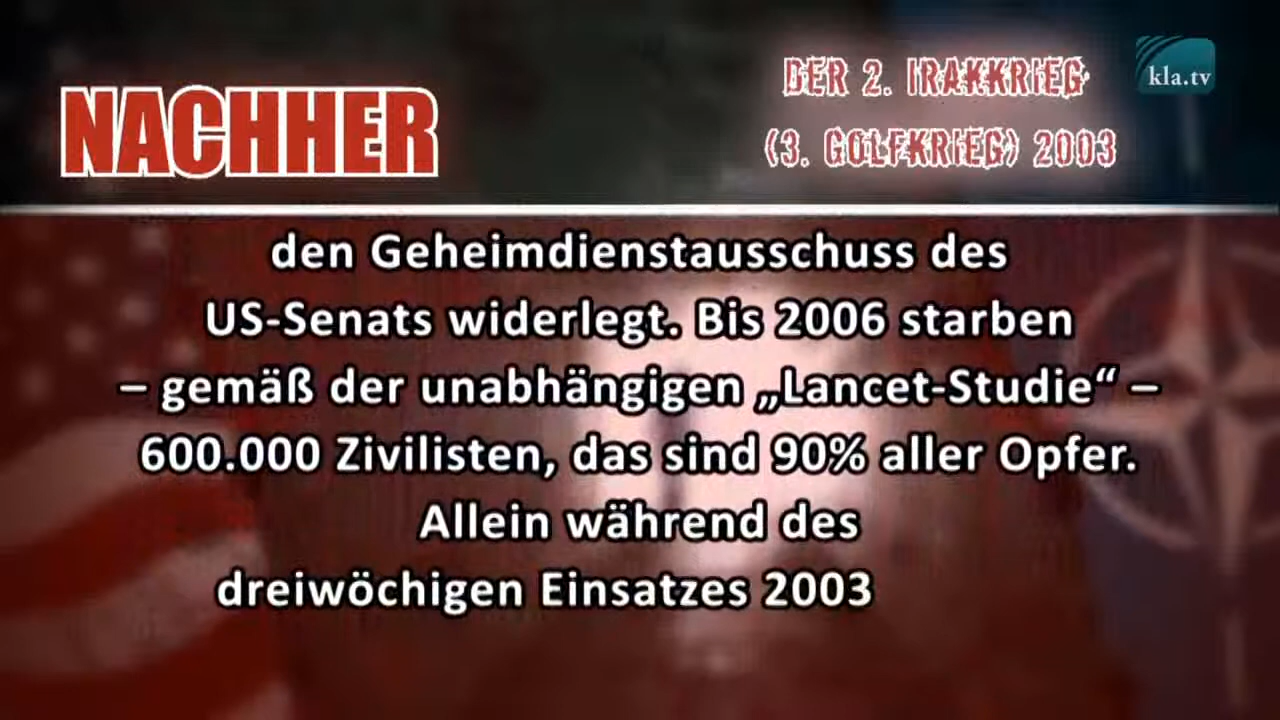 NACHHER
DER 2. IRAKKRIEG
(3. GOLFKRIEG) 2003
kla.tv
den Geheimdienstausschuss des
US-Senats widerlegt. Bis 2006 starben
– gemäß der unabhängigen „Lancet-Studie“ –
600.000 Zivilisten, das sind 90% aller Opfer.
Allein während des
dreiwöchigen Einsatzes 2003